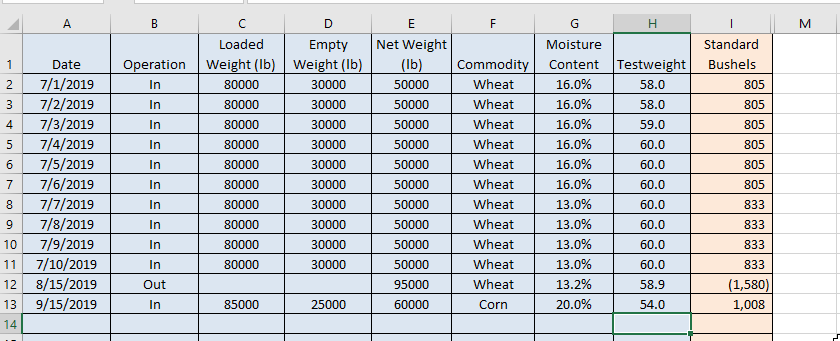 A B C D E F G H I M
Loaded Empty Net Weight Moisture Standard
1 Date Operation Weight (lb) Weight (lb) (lb) Commodity Content Testweight Bushels
2 7/1/2019 In 80000 30000 50000 Wheat 16.0% 58.0 805
3 7/2/2019 In 80000 30000 50000 Wheat 16.0% 58.0 805
4 7/3/2019 In 80000 30000 50000 Wheat 16.0% 59.0 805
5 7/4/2019 In 80000 30000 50000 Wheat 16.0% 60.0 805
6 7/5/2019 In 80000 30000 50000 Wheat 16.0% 60.0 805
7 7/6/2019 In 80000 30000 50000 Wheat 16.0% 60.0 805
8 7/7/2019 In 80000 30000 50000 Wheat 13.0% 60.0 833
9 7/8/2019 In 80000 30000 50000 Wheat 13.0% 60.0 833
10 7/9/2019 In 80000 30000 50000 Wheat 13.0% 60.0 833
11 7/10/2019 In 80000 30000 50000 Wheat 13.0% 60.0 833
12 8/15/2019 Out 95000 Wheat 13.2% 58.9 (1,580)
13 9/15/2019 In 85000 25000 60000 Corn 20.0% 54.0 1,008
14